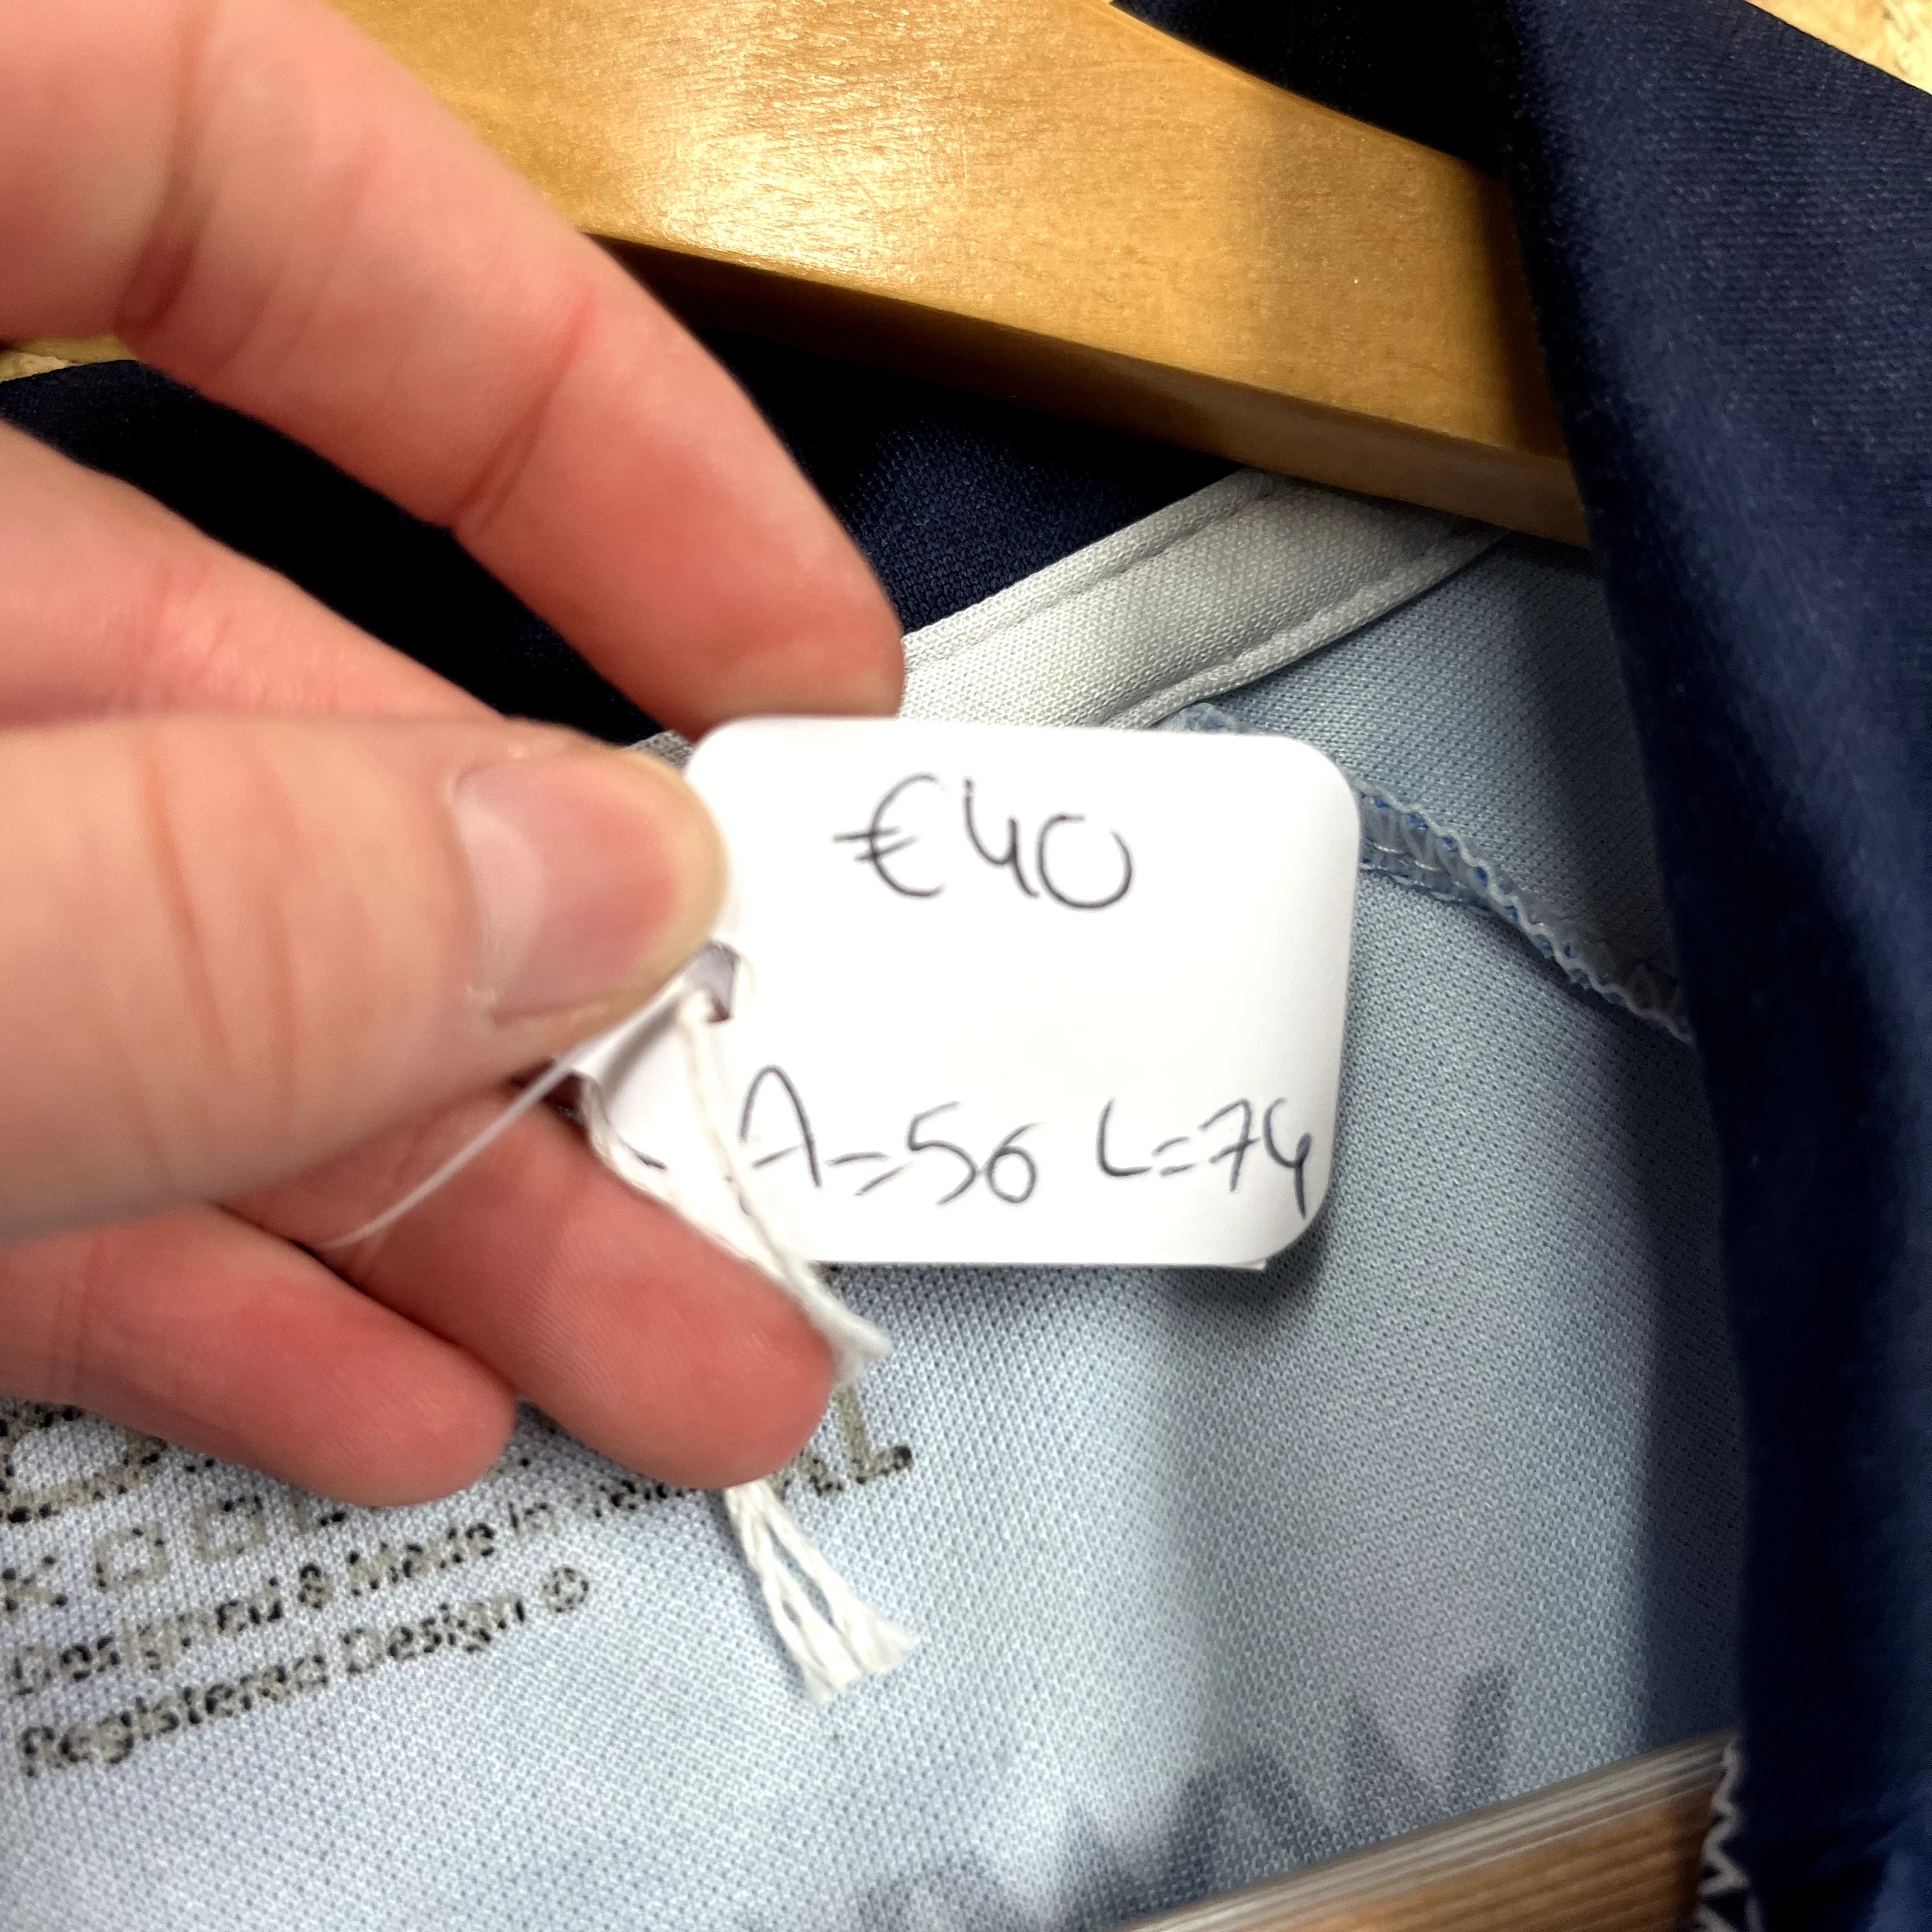 €40
A=56 L=74
Designed & Made in
Registered Design ©